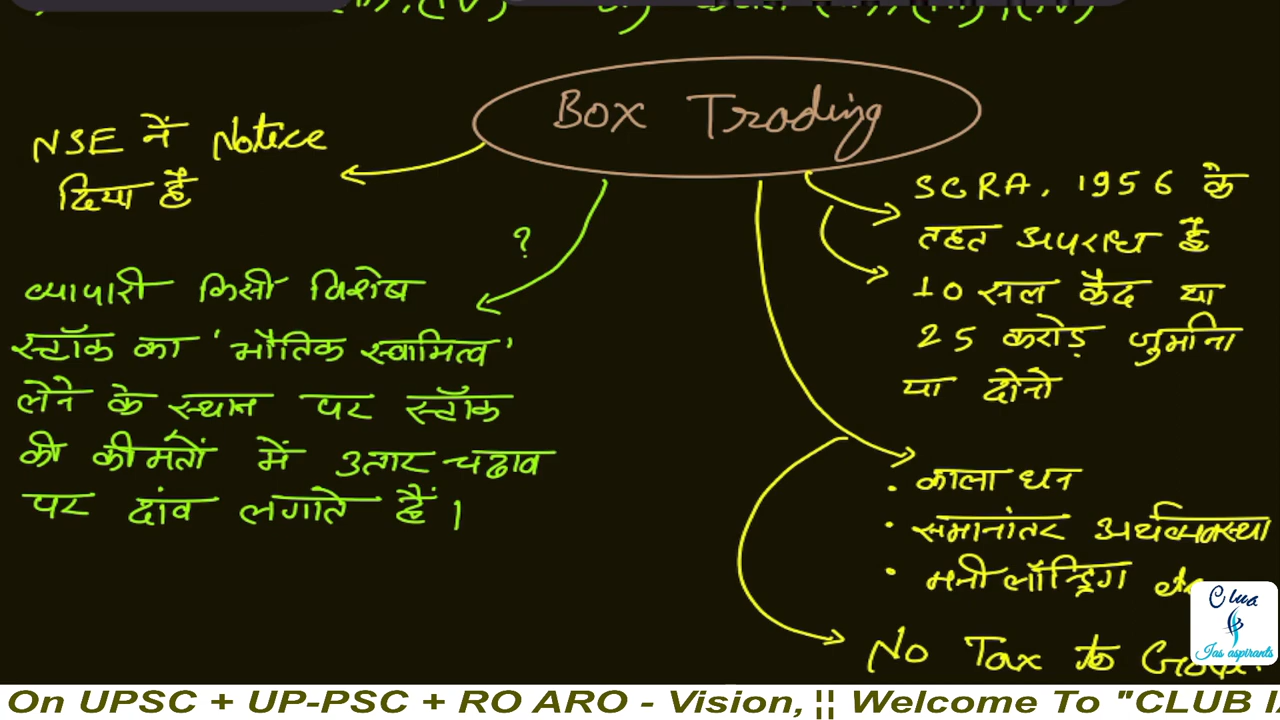 Box Trading
NSE ने Notice
दिया है
?
व्यापारी किसी विशेष
स्टॉक का 'भौतिक स्वामित्व'
लेने के स्थान पर स्टॉक
की कीमतों में उतार चढाव
पर दांव लगाते हैं।
SCRA, 1956 के
तहत अपराध है
10 सल कैद या
25 करोड़ जुर्माना
या दोनो
• काला धन
• समानांतर अर्थव्यवस्था
• मनी लॉन्ड्रिंग
No Tax to
Club
Ias aspirants
On UPSC + UP-PSC + RO ARO - Vision, ¦¦ Welcome To "CLUB